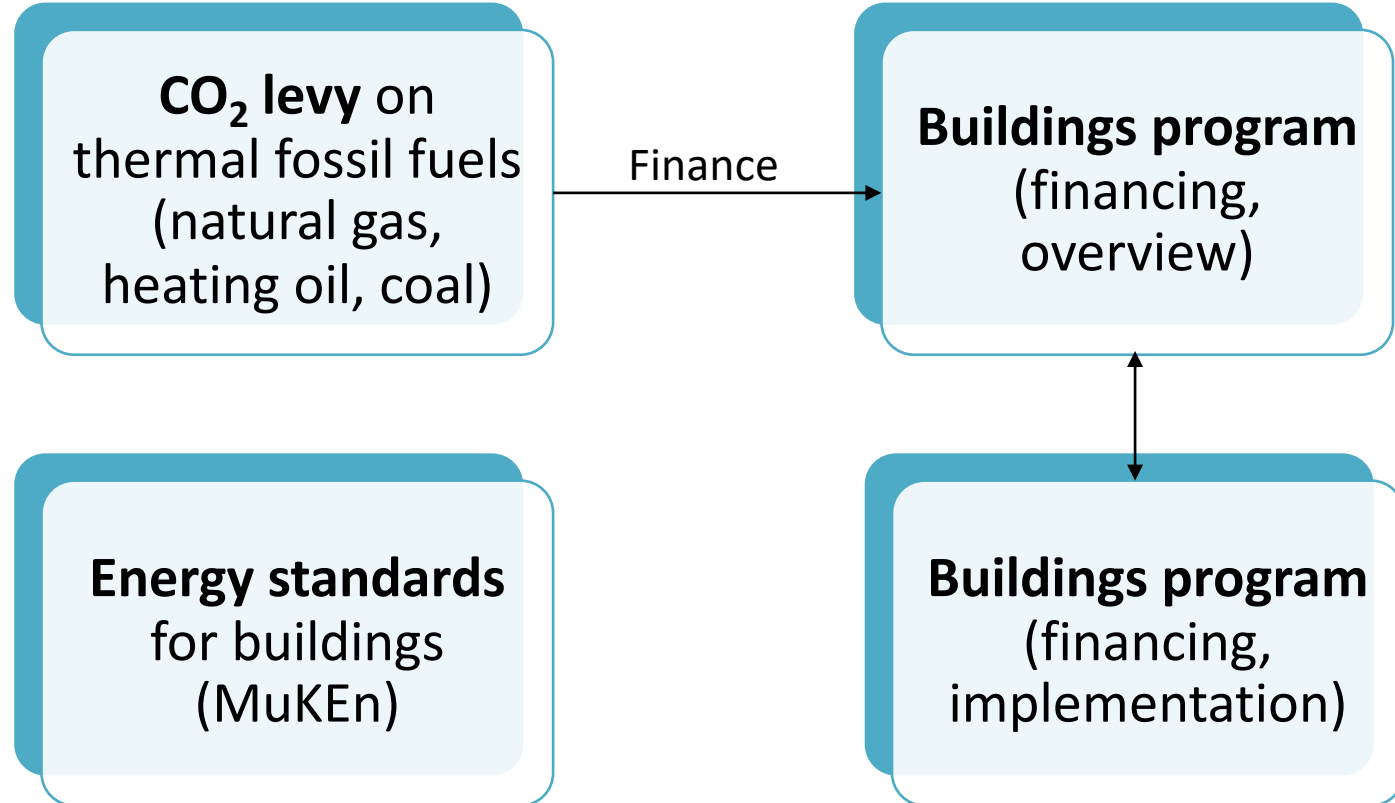 CO₂ levy on
thermal fossil fuels
(natural gas,
heating oil, coal)
Finance
Buildings program
(financing,
overview)
Energy standards
for buildings
(MuKEn)
Buildings program
(financing,
implementation)